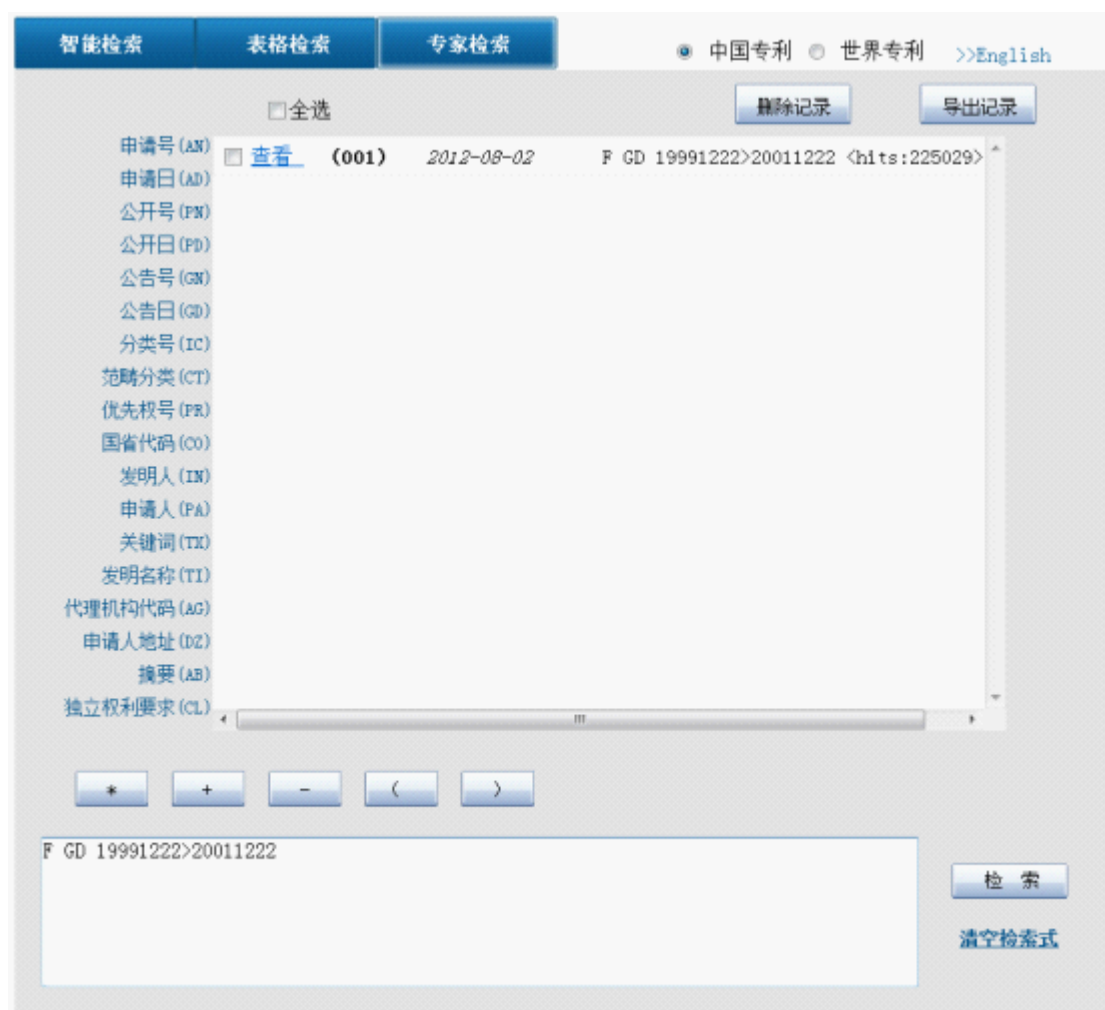 智能检索 表格检索 专家检索 中国专利 世界专利 >>English
全选 删除记录 导出记录
申请号(AN) 查看 (001) 2012-08-02 F GD 19991222>20011222 <hits:225029>
申请日(AD)
公开号(PN)
公开日(PD)
公告号(GN)
公告日(GD)
分类号(IC)
范畴分类(CT)
优先权号(PR)
国省代码(CO)
发明人(IN)
申请人(PA)
关键词(TX)
发明名称(TI)
代理机构代码(AG)
申请人地址(DZ)
摘要(AB)
独立权利要求(CL)
* + - ( )
F GD 19991222>20011222
检 索
清空检索式